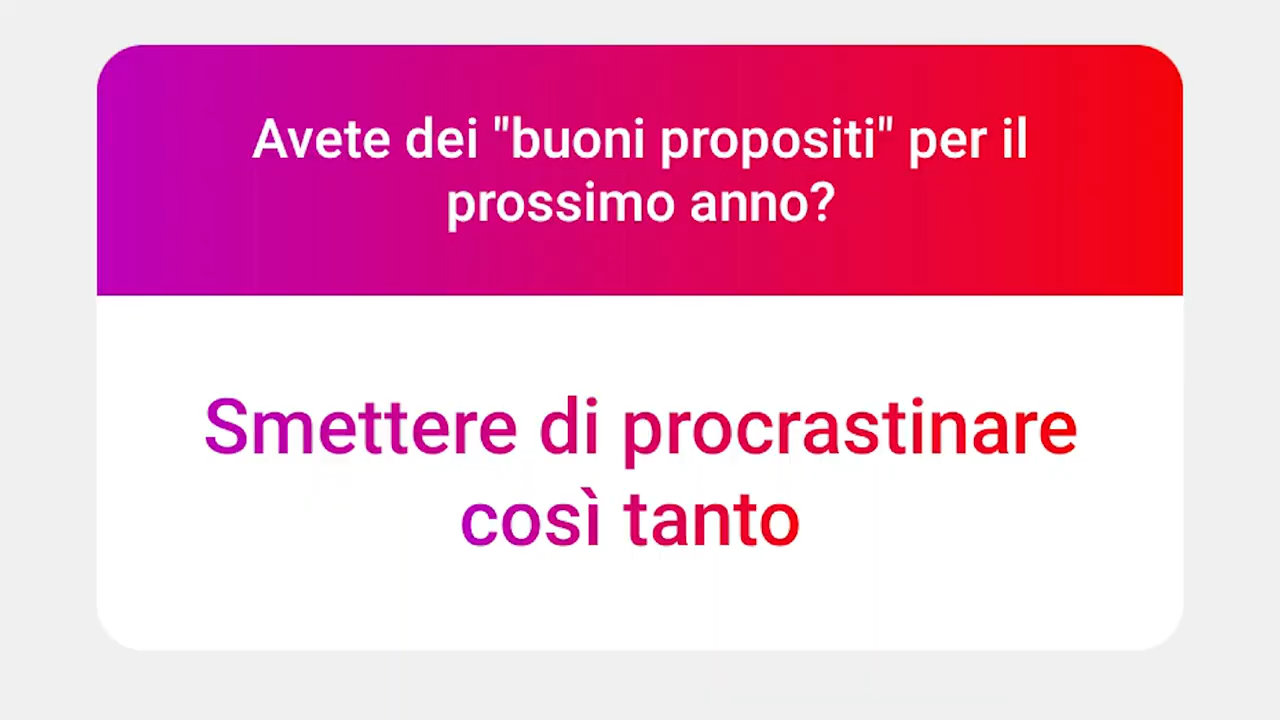 Avete dei "buoni propositi" per il
prossimo anno?
Smettere di procrastinare
così tanto